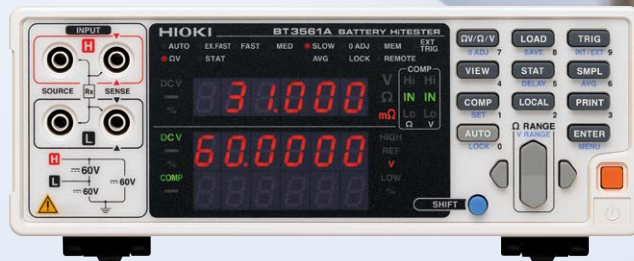 INPUT
H
SOURCE
Rx
SENSE
L
H
60V
L
60V
60V
HIOKI
BT3561A BATTERY HiTESTER
AUTO EX.FAST FAST MED SLOW 0 ADJ MEM EXT TRIG
ΩV STAT AVG LOCK REMOTE
COMP
DC V
31.000
V
Ω
mΩ
%
Hi Hi
IN IN
Lo Lo
Ω V
DC V
60.0000
%
COMP
HIGH
REF
V
LOW
%
ΩV/Ω/V LOAD TRIG
0 ADJ 7 SAVE 8 INT/EXT 9
VIEW STAT SMPL
4 DELAY 5 AVG 6
COMP LOCAL PRINT
SET 1 2 3
AUTO Ω RANGE ENTER
LOCK 0 V RANGE MENU
SHIFT